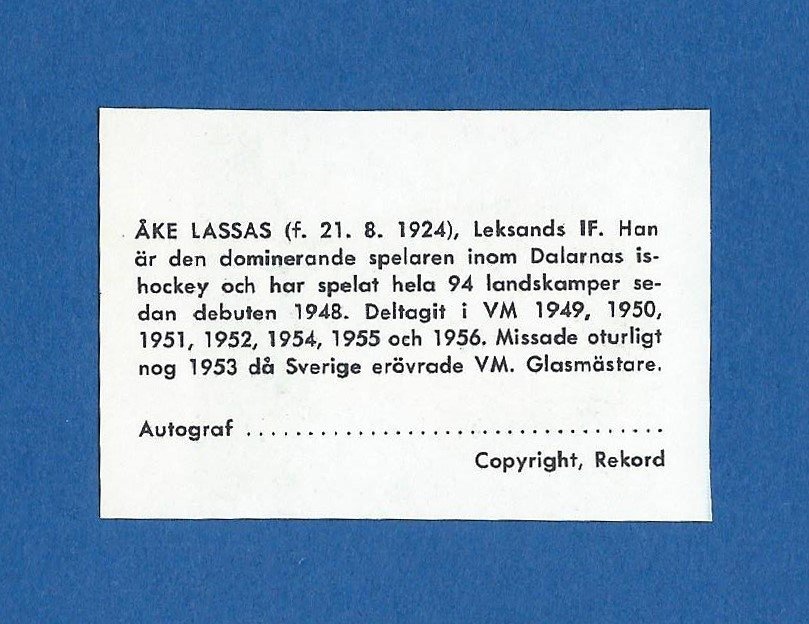 ÅKE LASSAS (f. 21. 8. 1924), Leksands IF. Han
är den dominerande spelaren inom Dalarnas is-
hockey och har spelat hela 94 landskamper se-
dan debuten 1948. Deltagit i VM 1949, 1950,
1951, 1952, 1954, 1955 och 1956. Missade oturligt
nog 1953 då Sverige erövrade VM. Glasmästare.
Autograf ...................................
Copyright, Rekord